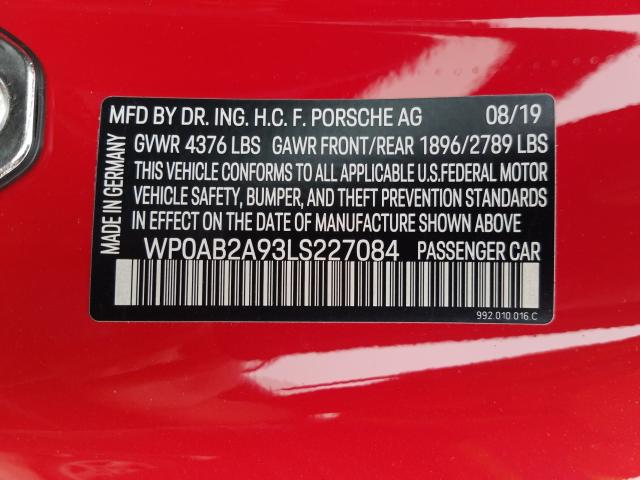 MFD BY DR. ING. H.C. F. PORSCHE AG 08/19
GVWR 4376 LBS GAWR FRONT/REAR 1896/2789 LBS
THIS VEHICLE CONFORMS TO ALL APPLICABLE U.S.FEDERAL MOTOR
VEHICLE SAFETY, BUMPER, AND THEFT PREVENTION STANDARDS
IN EFFECT ON THE DATE OF MANUFACTURE SHOWN ABOVE
WP0AB2A93LS227084 PASSENGER CAR
992.010.016 C
MADE IN GERMANY